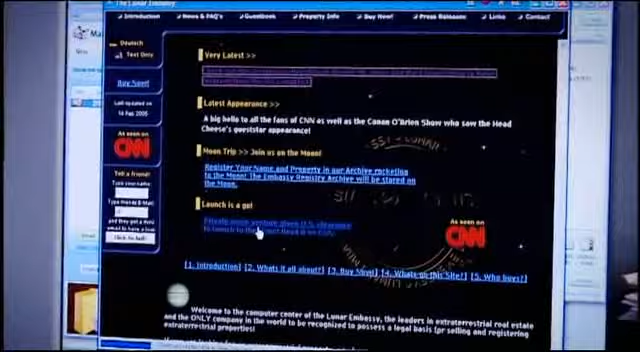 The Lunar Embassy
Introduction News & FAQ's Guestbook Property Info Buy Now! Press Releases Links Contact
Deutsch
Text Only
Buy Now!
Last updated on
As seen on
CNN
Tell a friend!
Type your name:
Very Latest >>
Latest Appearance >>
A big hello to all the fans of CNN as well as the Conan O'Brian Show who saw the Head
Cheese's gueststar appearance!
Moon Trip >> Join us on the Moon!
Register Your Name and Property in our Archive rocketing
to the Moon! The Embassy Registry Archive will be stored on
the Moon.
Launch is a go!
Private moon venture given U.S. clearance
As seen on
CNN
[1. Introduction] [2. Whats it all about?] [3. Buy Now!] [4. Whats on this Site?] [5. Who buys?]
Welcome to the computer center of the Lunar Embassy, the leaders in extraterrestrial real estate
and the ONLY company in the world to be recognized to possess a legal basis for selling and registering
extraterrestrial properties!